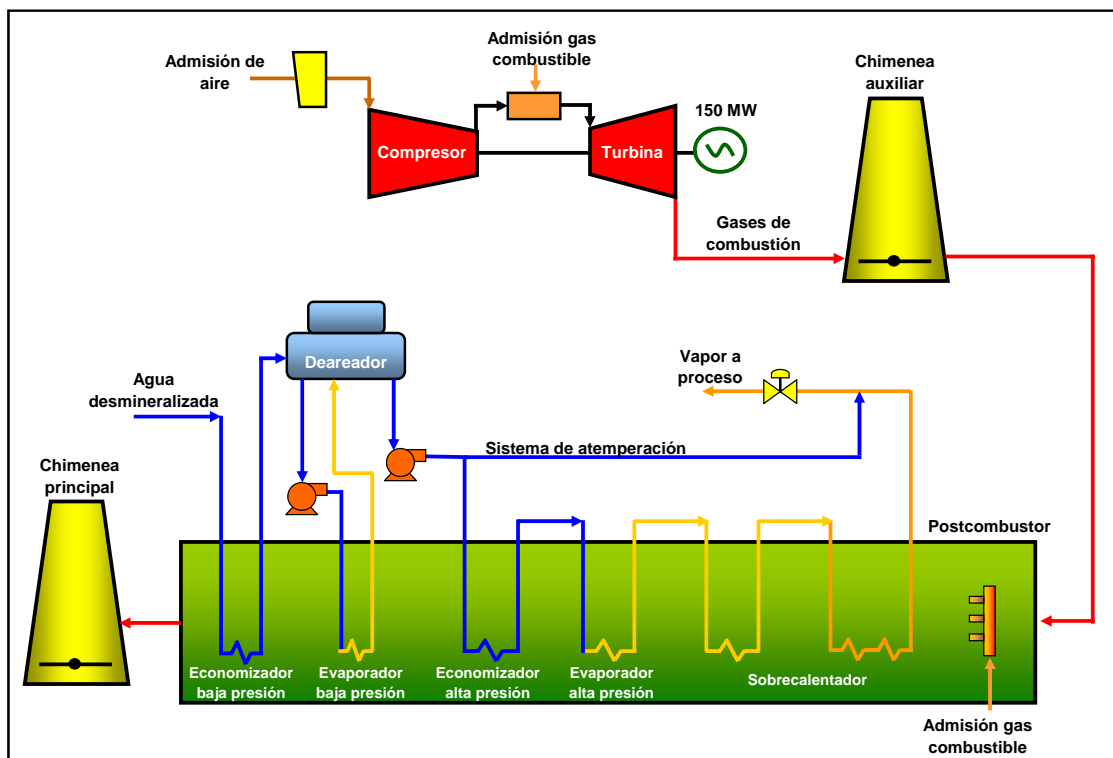 Admisión de
aire
Admisión gas
combustible
Chimenea
auxiliar
150 MW
Compresor
Turbina
Gases de
combustión
Deareador
Vapor a
proceso
Agua
desmineralizada
Sistema de atemperación
Chimenea
principal
Postcombustor
Economizador
baja presión
Evaporador
baja presión
Economizador
alta presión
Evaporador
alta presión
Sobrecalentador
Admisión gas
combustible